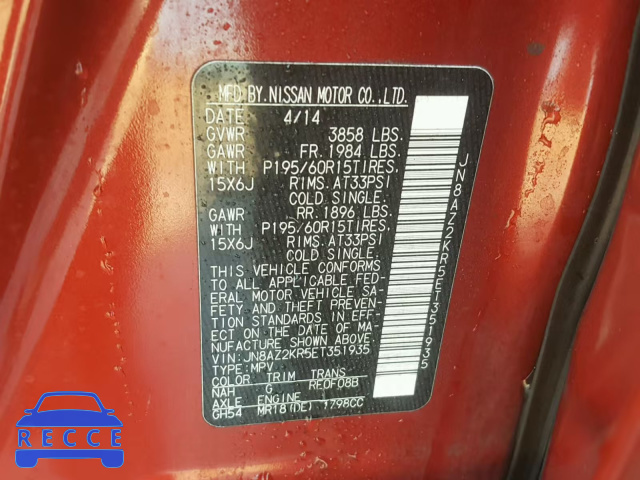 MFD BY.NISSAN MOTOR CO.,LTD.
DATE 4/14
GVWR 3858 LBS.
GAWR FR.1984 LBS.
WITH P195/60R15TIRES.
15X6J RIMS.AT33PSI
COLD SINGLE.
GAWR RR.1896 LBS.
WITH P195/60R15TIRES.
15X6J RIMS.AT33PSI
COLD SINGLE.
THIS VEHICLE CONFORMS
TO ALL APPLICABLE FED-
ERAL MOTOR VEHICLE SA-
FETY AND THEFT PREVEN-
TION STANDARDS IN EFF-
ECT ON THE DATE OF MA-
NUFACTURE SHOWN ABOVE.
VIN:JN8AZ2KR5ET351935
TYPE:MPV
COLOR TRIM TRANS
NAH G RE0F08B
AXLE ENGINE
GH54 MR18(DE) 1798CC
JN8AZ2KR5ET351935
RECCE